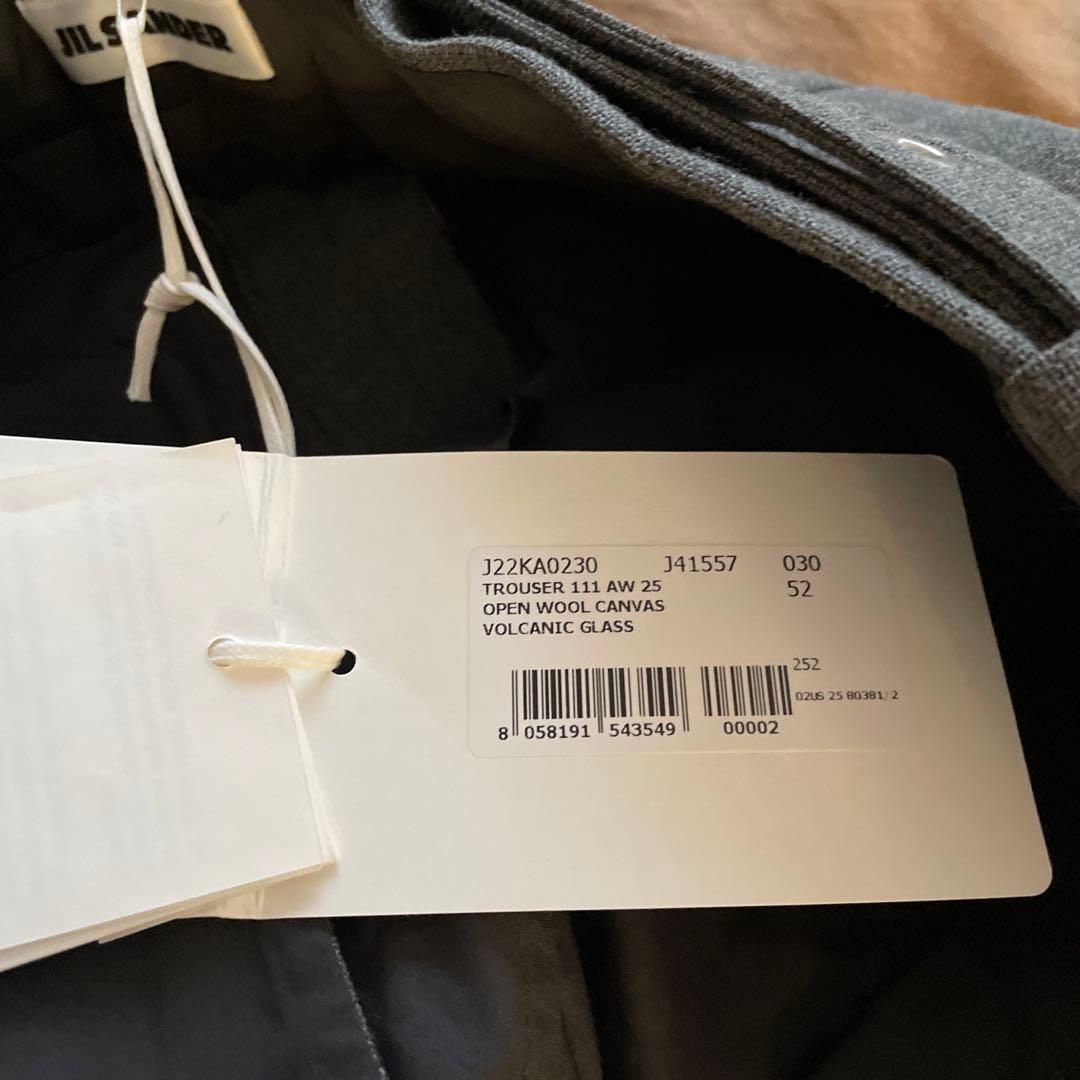 JIL SANDER
J22KA0230 J41557 030
TROUSER 111 AW 25 52
OPEN WOOL CANVAS
VOLCANIC GLASS
252
02US 25 80381/2
8 058191 543549 00002